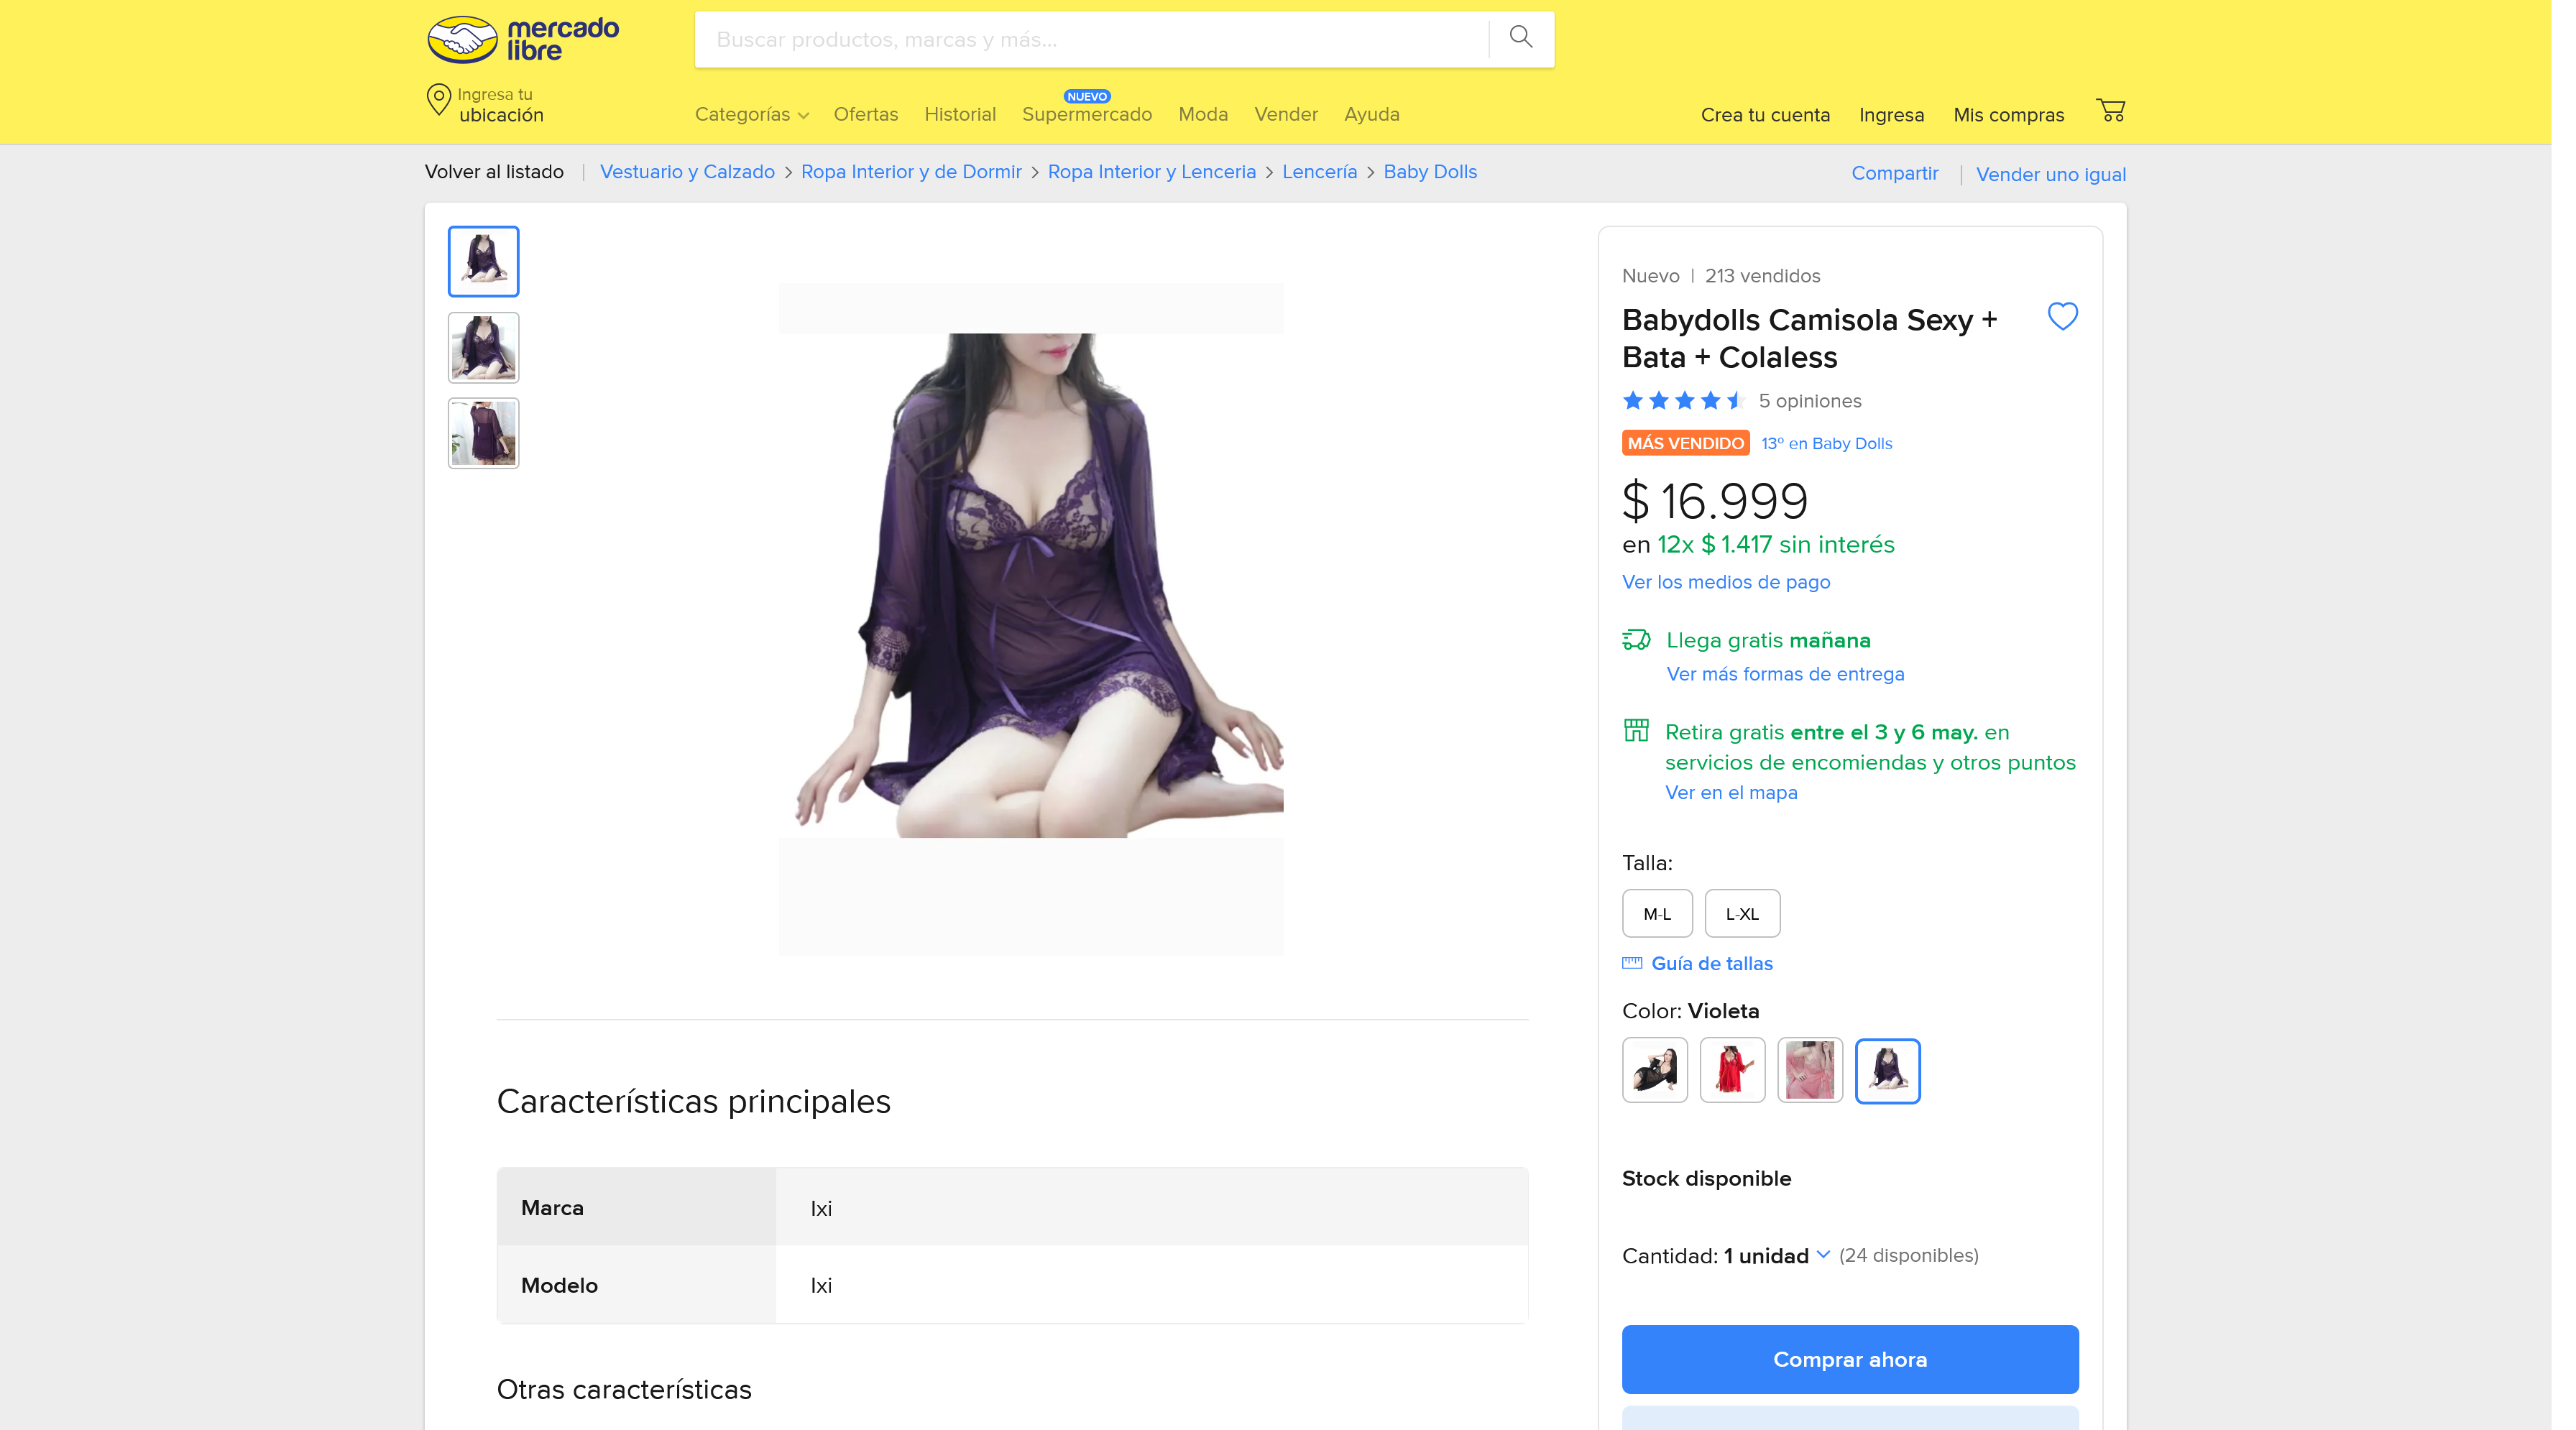 mercado
libre
Buscar productos, marcas y más...
Ingresa tu
ubicación
Categorías
Ofertas
Historial
NUEVO
Supermercado
Moda
Vender
Ayuda
Crea tu cuenta
Ingresa
Mis compras
Volver al listado | Vestuario y Calzado > Ropa Interior y de Dormir > Ropa Interior y Lenceria > Lencería > Baby Dolls
Compartir | Vender uno igual
Nuevo | 213 vendidos
Babydolls Camisola Sexy +
Bata + Colaless
5 opiniones
MÁS VENDIDO 13º en Baby Dolls
$ 16.999
en 12x $ 1.417 sin interés
Ver los medios de pago
Llega gratis mañana
Ver más formas de entrega
Retira gratis entre el 3 y 6 may. en
servicios de encomiendas y otros puntos
Ver en el mapa
Talla:
M-L
L-XL
Guía de tallas
Color: Violeta
Stock disponible
Cantidad: 1 unidad (24 disponibles)
Comprar ahora
Características principales
Marca Ixi
Modelo Ixi
Otras características